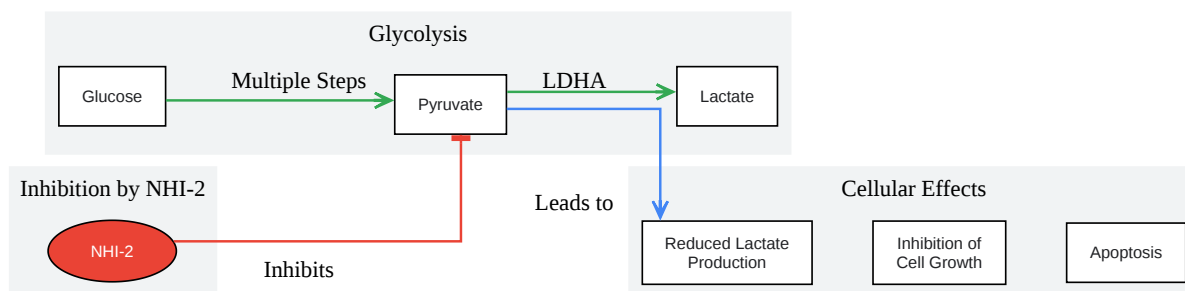 Glycolysis
Glucose
Multiple Steps
Pyruvate
LDHA
Lactate
Inhibition by NHI-2
NHI-2
Inhibits
Leads to
Cellular Effects
Reduced Lactate
Production
Inhibition of
Cell Growth
Apoptosis